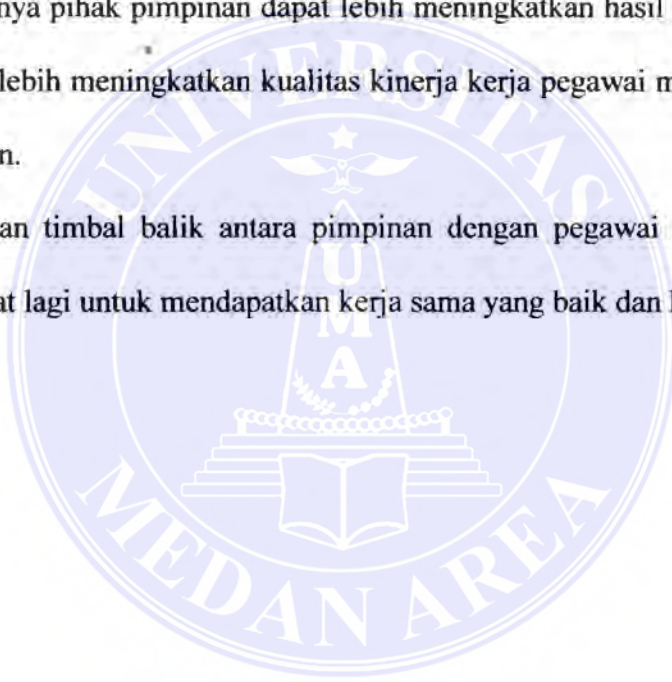 nya pihak pimpinan dapat lebih meningkatkan hasil
lebih meningkatkan kualitas kinerja kerja pegawai m
n.
an timbal balik antara pimpinan dengan pegawai
at lagi untuk mendapatkan kerja sama yang baik dan
UNIVERSITAS
UMA
MEDAN AREA